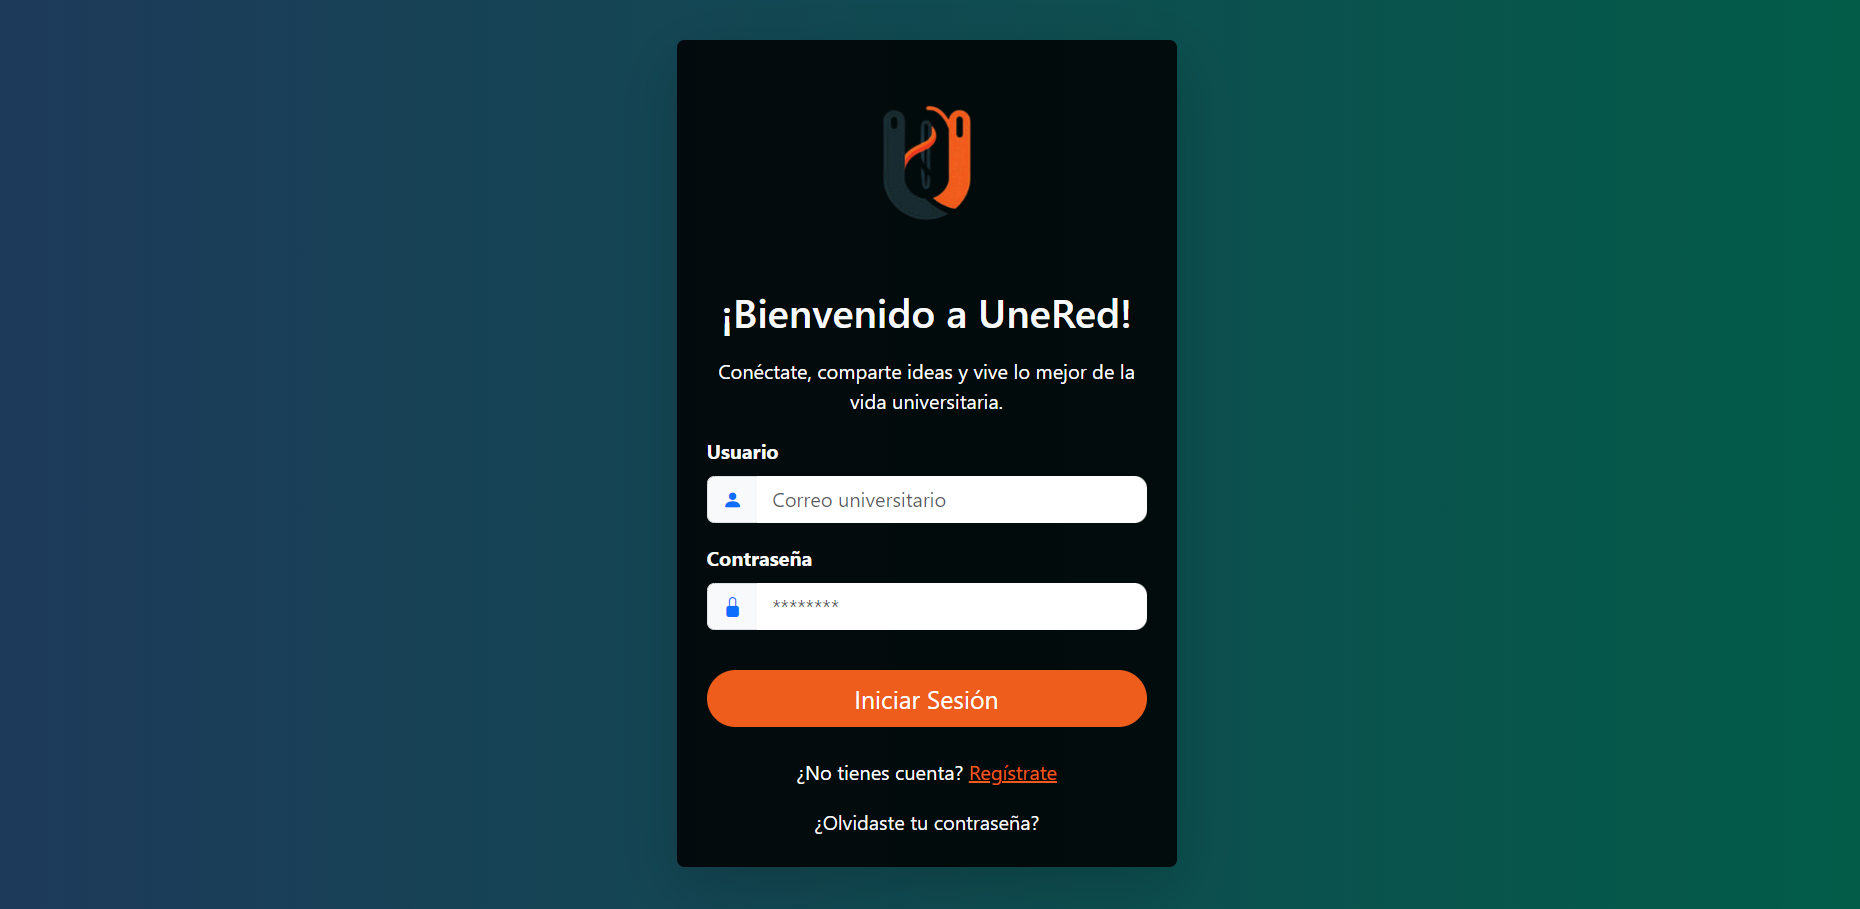 ¡Bienvenido a UneRed!
Conéctate, comparte ideas y vive lo mejor de la
vida universitaria.
Usuario
Correo universitario
Contraseña
********
Iniciar Sesión
¿No tienes cuenta? Regístrate
¿Olvidaste tu contraseña?